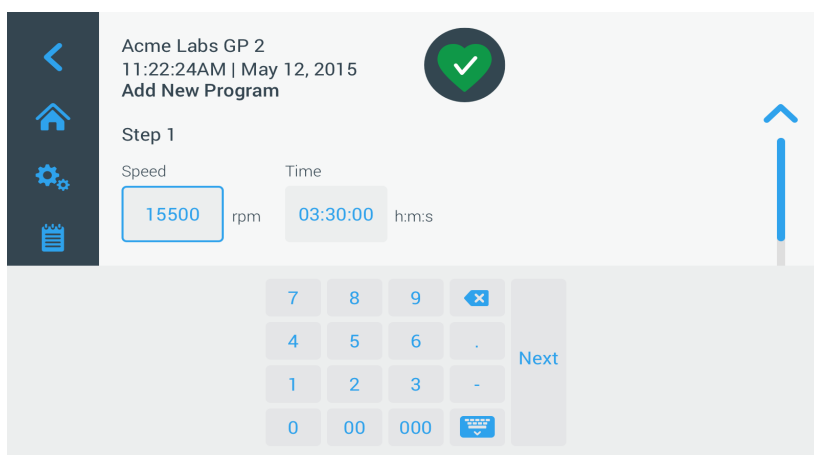 Acme Labs GP 2
11:22:24AM | May 12, 2015
Add New Program
Step 1
Speed Time
15500 rpm 03:30:00 h:m:s
7 8 9
4 5 6 .
Next
1 2 3 -
0 00 000